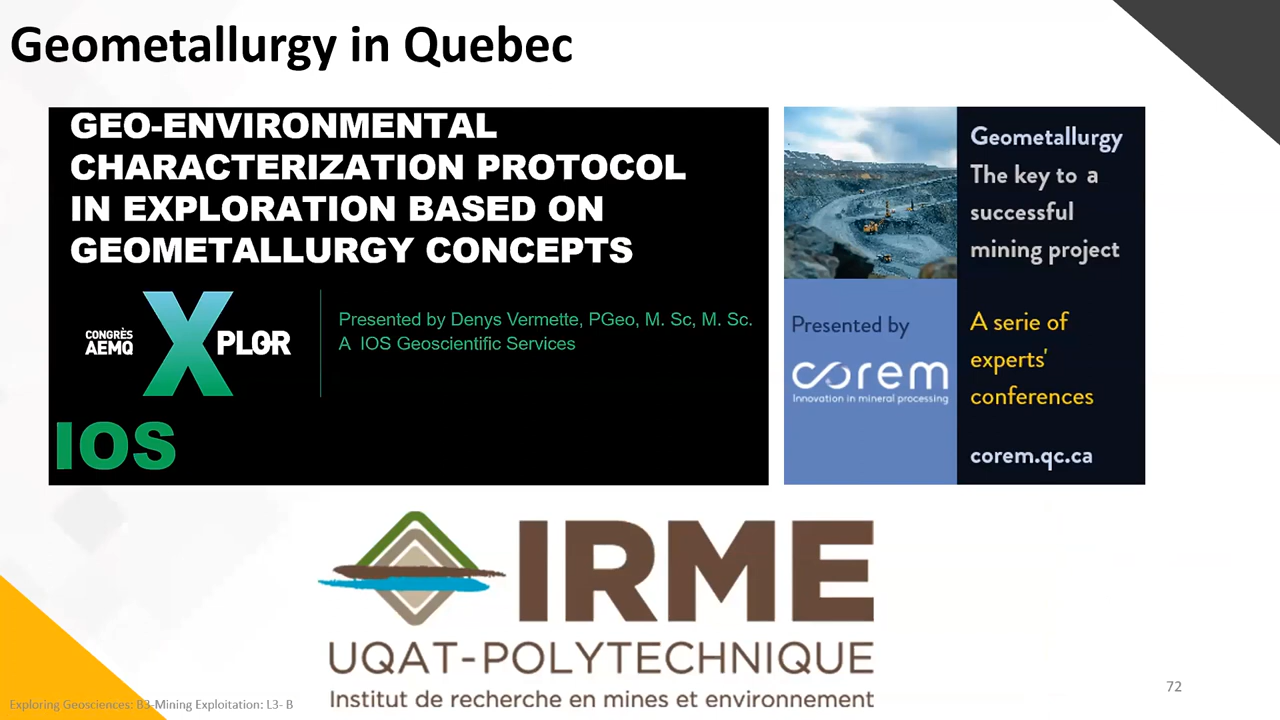 Geometallurgy in Quebec
GEO-ENVIRONMENTAL
CHARACTERIZATION PROTOCOL
IN EXPLORATION BASED ON
GEOMETALLURGY CONCEPTS
CONGRÈS
AEMQ
XPLOR
Presented by Denys Vermette, PGeo, M. Sc, M. Sc.
A IOS Geoscientific Services
IOS
Geometallurgy
The key to a
successful
mining project
Presented by
corem
Innovation in mineral processing
A serie of
experts'
conferences
corem.qc.ca
IRME
UQAT-POLYTECHNIQUE
Institut de recherche en mines et environnement
72
Exploring Geosciences: B3-Mining Exploitation: L3- B